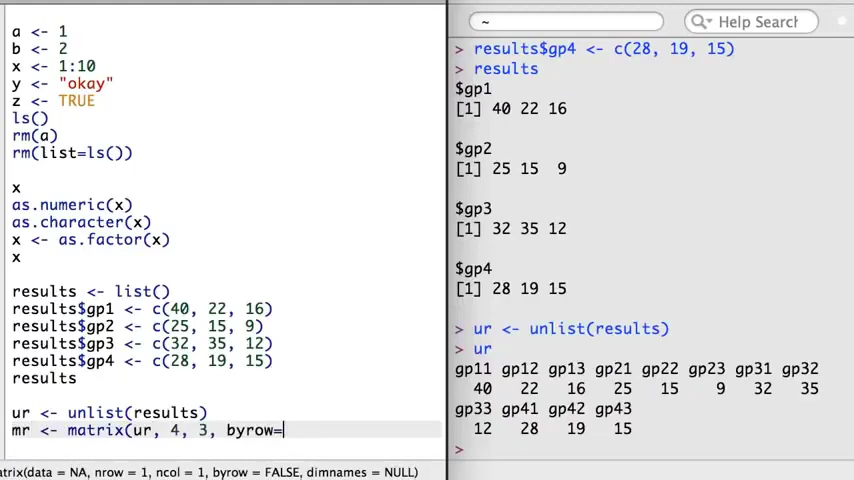 a <- 1
b <- 2
x <- 1:10
y <- "okay"
z <- TRUE
ls()
rm(a)
rm(list=ls())
x
as.numeric(x)
as.character(x)
x <- as.factor(x)
x
results <- list()
results$gp1 <- c(40, 22, 16)
results$gp2 <- c(25, 15, 9)
results$gp3 <- c(32, 35, 12)
results$gp4 <- c(28, 19, 15)
results
ur <- unlist(results)
mr <- matrix(ur, 4, 3, byrow=
atrix(data = NA, nrow = 1, ncol = 1, byrow = FALSE, dimnames = NULL)
~
Help Search
> results$gp4 <- c(28, 19, 15)
> results
$gp1
[1] 40 22 16
$gp2
[1] 25 15  9
$gp3
[1] 32 35 12
$gp4
[1] 28 19 15
> ur <- unlist(results)
> ur
gp11 gp12 gp13 gp21 gp22 gp23 gp31 gp32
40 22 16 25 15 9 32 35
gp33 gp41 gp42 gp43
12 28 19 15
>